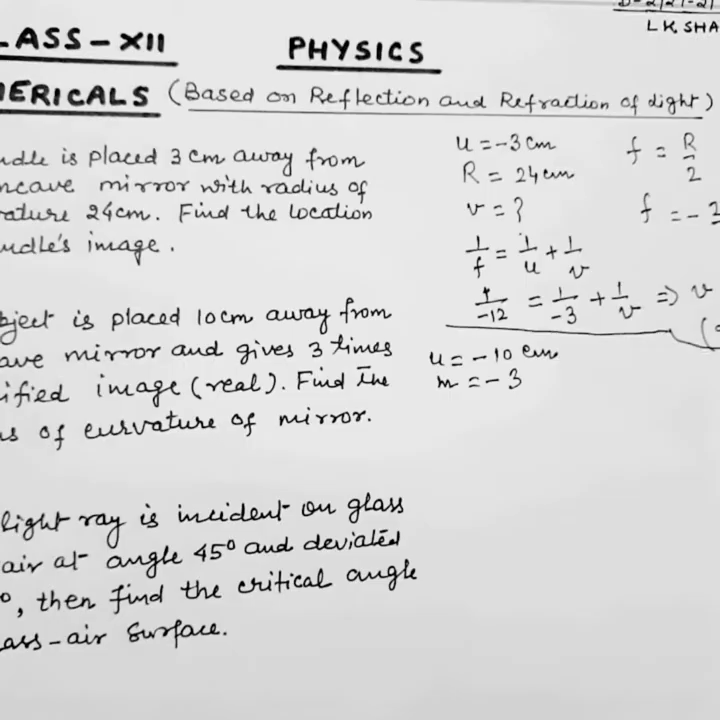 LASS-XII PHYSICS
LK SHA
ERICALS (Based on Reflection and Refraction of Light)
ndle is placed 3 cm away from
ncave mirror with radius of
ature 24cm. Find the location
ndle's image.
u = -3 cm
R = 24 cm
v = ?
1/f = 1/u + 1/v
1/-12 = 1/-3 + 1/v => v
f = R/2
f = -
bject is placed 10cm away from
ave mirror and gives 3 times
ified image (real). Find the
us of curvature of mirror.
u = -10 cm
m = -3
light ray is incident on glass
air at angle 45° and deviated
°, then find the critical angle
ass-air surface.